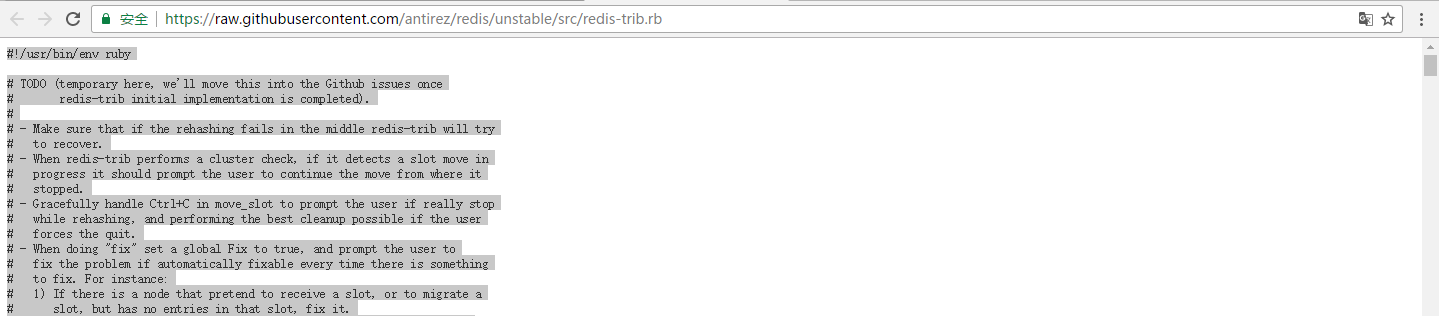 安全 https://raw.githubusercontent.com/antirez/redis/unstable/src/redis-trib.rb
#!/usr/bin/env ruby
# TODO (temporary here, we'll move this into the Github issues once
#       redis-trib initial implementation is completed).
#
# - Make sure that if the rehashing fails in the middle redis-trib will try
#   to recover.
# - When redis-trib performs a cluster check, if it detects a slot move in
#   progress it should prompt the user to continue the move from where it
#   stopped.
# - Gracefully handle Ctrl+C in move_slot to prompt the user if really stop
#   while rehashing, and performing the best cleanup possible if the user
#   forces the quit.
# - When doing "fix" set a global Fix to true, and prompt the user to
#   fix the problem if automatically fixable every time there is something
#   to fix. For instance:
#   1) If there is a node that pretend to receive a slot, or to migrate a
#      slot, but has no entries in that slot, fix it.